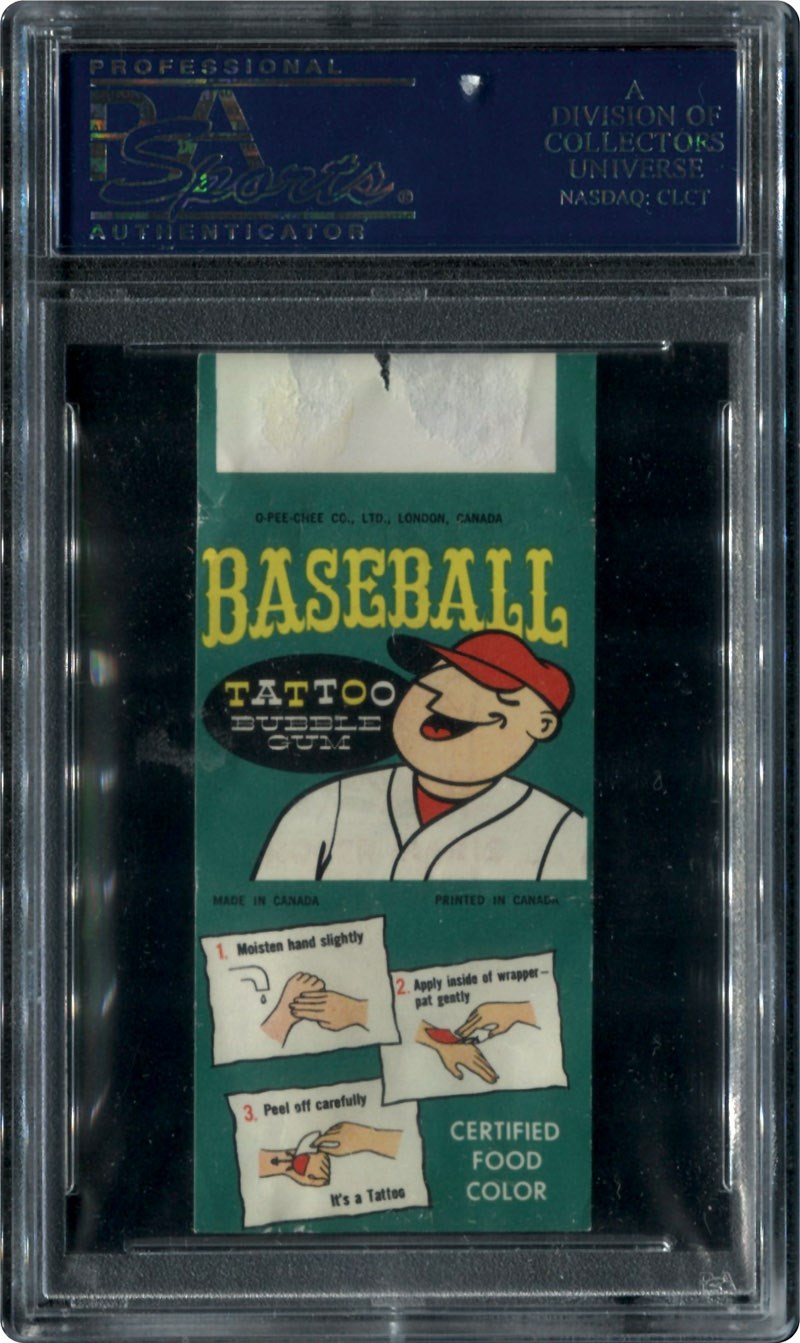 PROFESSIONAL
PSA
Sports®
AUTHENTICATOR
A
DIVISION OF
COLLECTORS
UNIVERSE
NASDAQ: CLCT
O-PEE-CHEE CO., LTD., LONDON, CANADA
BASEBALL
TATTOO
BUBBLE
GUM
MADE IN CANADA PRINTED IN CANADA
1. Moisten hand slightly
2. Apply inside of wrapper—
pat gently
3. Peel off carefully
It's a Tattoo
CERTIFIED
FOOD
COLOR
PSA